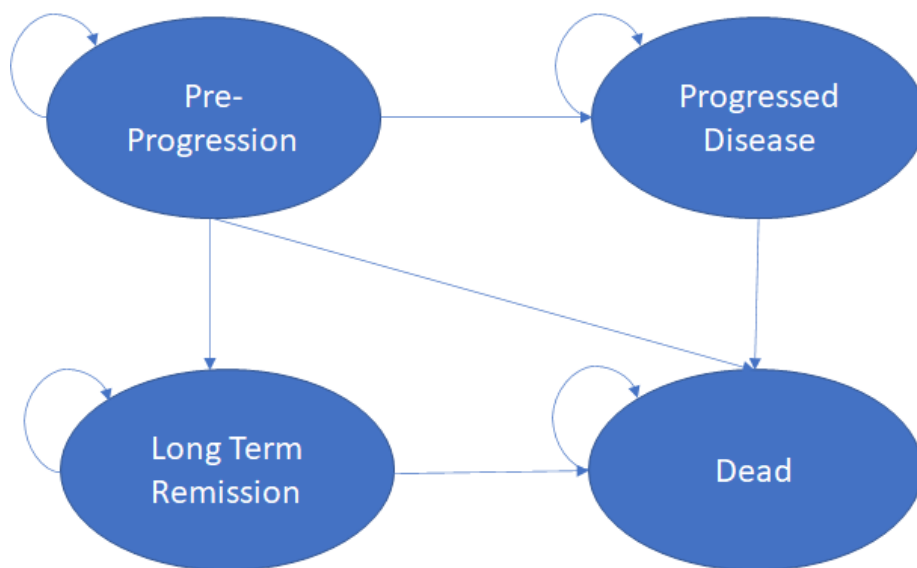 Pre-
Progression
Progressed
Disease
Long Term
Remission
Dead